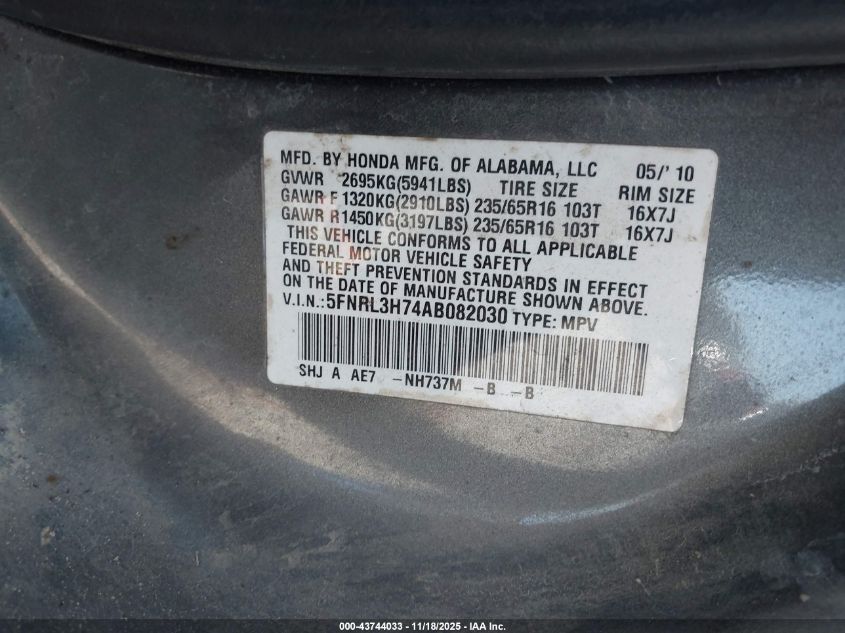 MFD. BY HONDA MFG. OF ALABAMA, LLC 05/' 10
GVWR 2695KG(5941LBS) TIRE SIZE RIM SIZE
GAWR F 1320KG(2910LBS) 235/65R16 103T 16X7J
GAWR R 1450KG(3197LBS) 235/65R16 103T 16X7J
THIS VEHICLE CONFORMS TO ALL APPLICABLE
FEDERAL MOTOR VEHICLE SAFETY
AND THEFT PREVENTION STANDARDS IN EFFECT
ON THE DATE OF MANUFACTURE SHOWN ABOVE.
V.I.N.: 5FNRL3H74AB082030 TYPE: MPV
SHJ A AE7 -NH737M -B -B
000-43744033 - 11/18/2025 - IAA Inc.